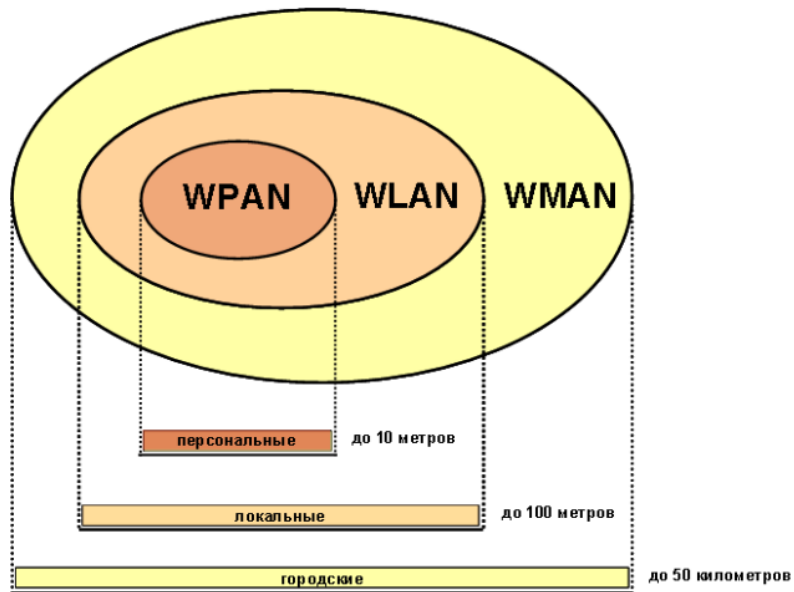 WPAN WLAN WMAN
персональные до 10 метров
локальные до 100 метров
городские до 50 километров